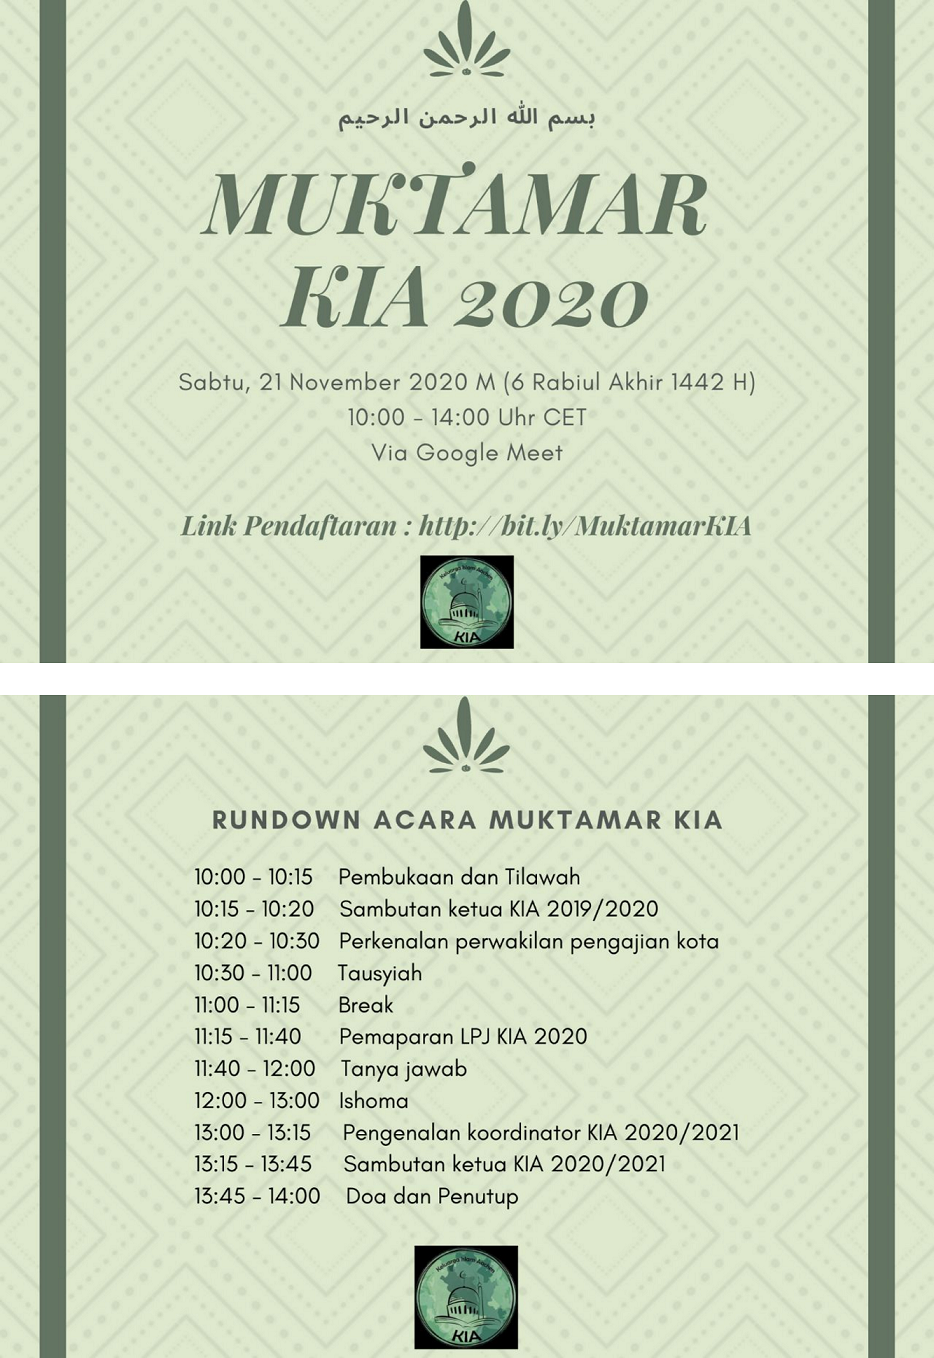 بسم الله الرحمن الرحيم
MUKTAMAR
KIA 2020
Sabtu, 21 November 2020 M (6 Rabiul Akhir 1442 H)
10:00 - 14:00 Uhr CET
Via Google Meet
Link Pendaftaran : http://bit.ly/MuktamarKIA
Keluarga Islam Aachen
KIA
RUNDOWN ACARA MUKTAMAR KIA
10:00 - 10:15 Pembukaan dan Tilawah
10:15 - 10:20 Sambutan ketua KIA 2019/2020
10:20 - 10:30 Perkenalan perwakilan pengajian kota
10:30 - 11:00 Tausyiah
11:00 - 11:15 Break
11:15 - 11:40 Pemaparan LPJ KIA 2020
11:40 - 12:00 Tanya jawab
12:00 - 13:00 Ishoma
13:00 - 13:15 Pengenalan koordinator KIA 2020/2021
13:15 - 13:45 Sambutan ketua KIA 2020/2021
13:45 - 14:00 Doa dan Penutup
Keluarga Islam Aachen
KIA